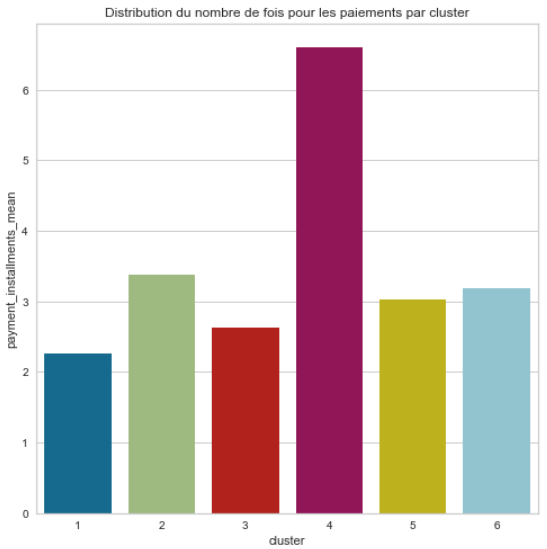 Distribution du nombre de fois pour les paiements par cluster
payment_installments_mean
6
5
4
3
2
1
0
1 2 3 4 5 6
cluster